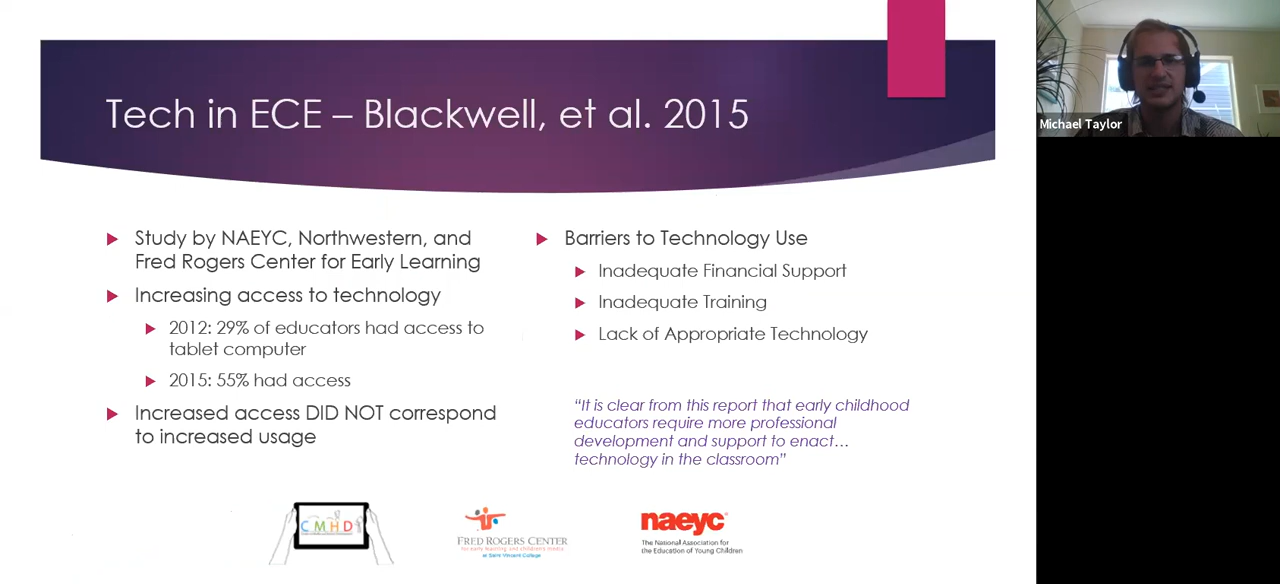 Tech in ECE – Blackwell, et al. 2015
Michael Taylor
Study by NAEYC, Northwestern, and
Fred Rogers Center for Early Learning
Increasing access to technology
2012: 29% of educators had access to
tablet computer
2015: 55% had access
Increased access DID NOT correspond
to increased usage
Barriers to Technology Use
Inadequate Financial Support
Inadequate Training
Lack of Appropriate Technology
“It is clear from this report that early childhood
educators require more professional
development and support to enact…
technology in the classroom”
CMHD
FRED ROGERS CENTER
for early learning and children's media
at Saint Vincent College
naeyc
The National Association for
the Education of Young Children